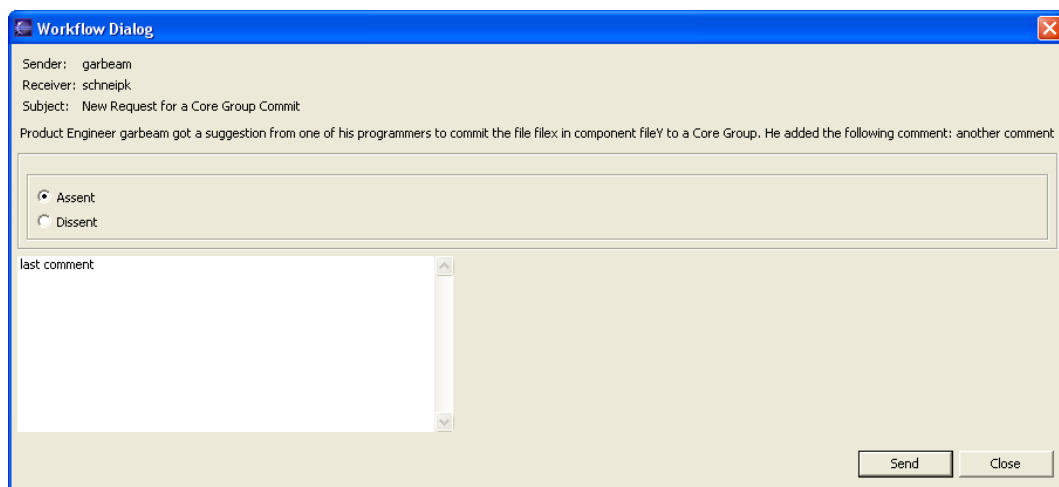 Workflow Dialog
Sender: garbeam
Receiver: schneipk
Subject: New Request for a Core Group Commit
Product Engineer garbeam got a suggestion from one of his programmers to commit the file filex in component fileY to a Core Group. He added the following comment: another comment
Assent
Dissent
last comment
Send Close